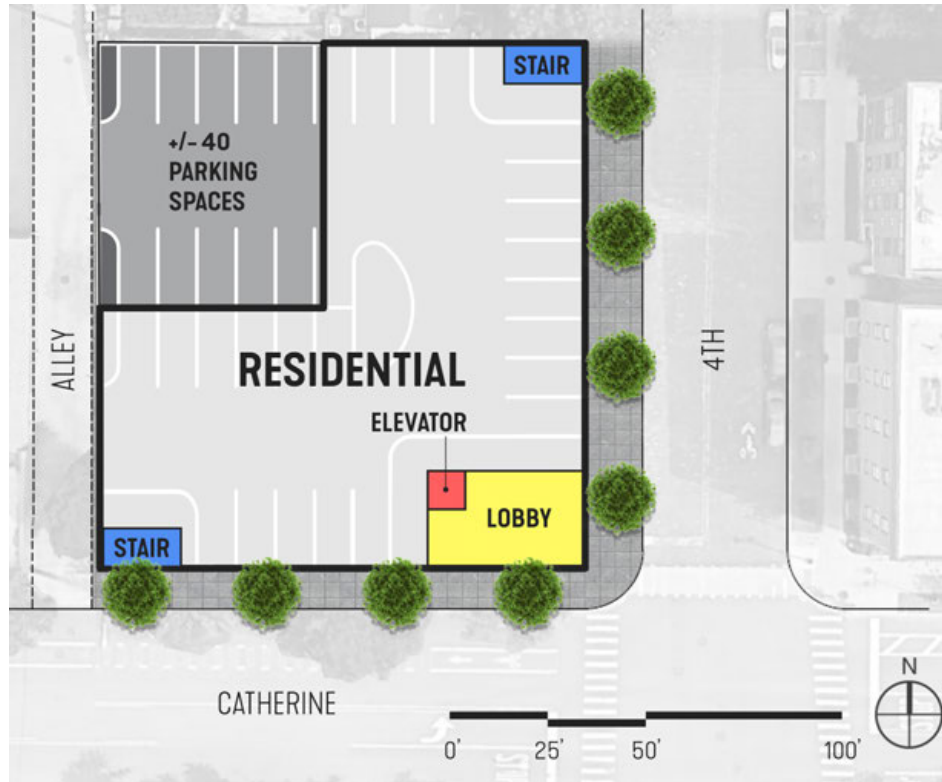 STAIR
+/- 40
PARKING
SPACES
ALLEY
RESIDENTIAL
4TH
ELEVATOR
LOBBY
STAIR
CATHERINE
N
0' 25' 50' 100'